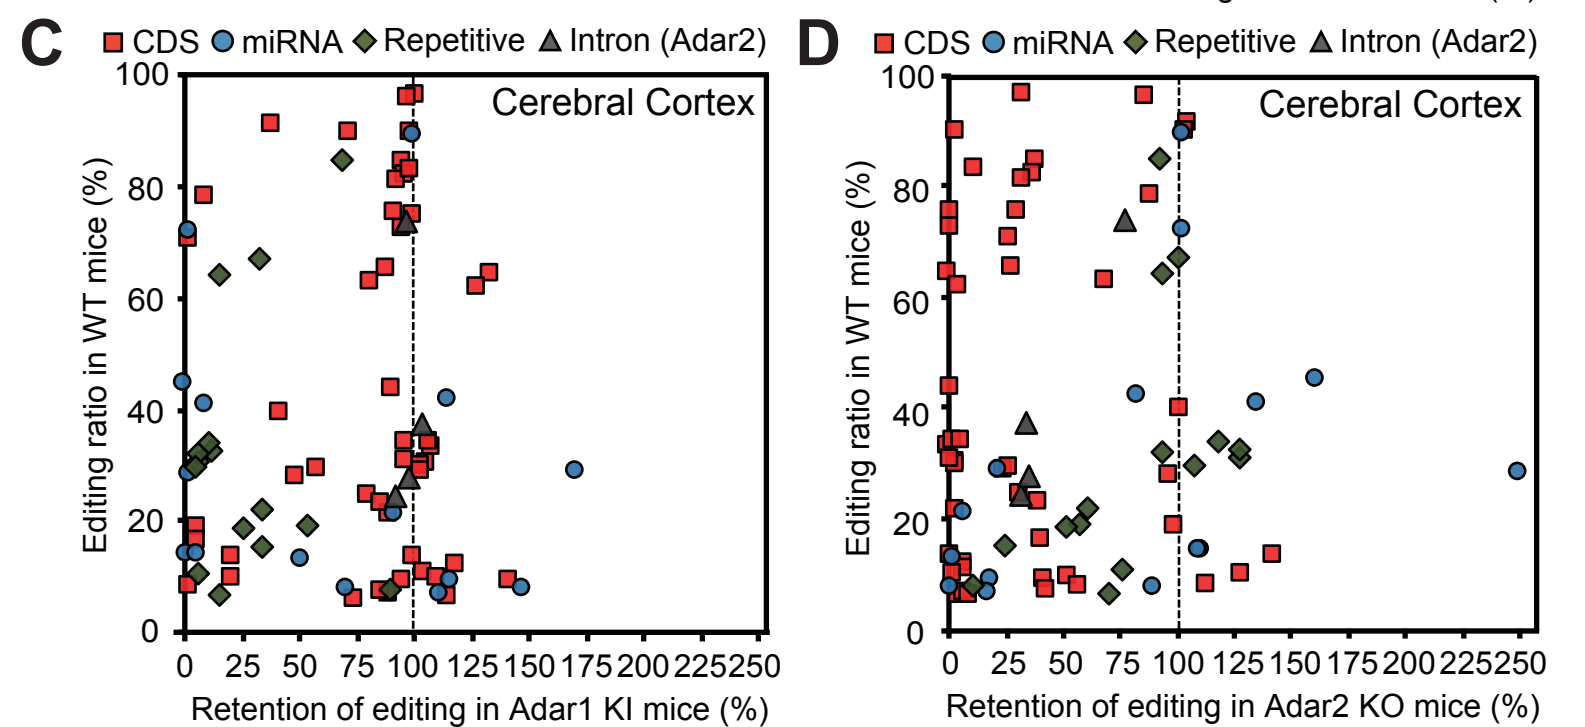 C CDS miRNA Repetitive Intron (Adar2)
Cerebral Cortex
Editing ratio in WT mice (%)
100
80
60
40
20
0
0 25 50 75 100 125 150 175 200 225 250
Retention of editing in Adar1 KI mice (%)
D CDS miRNA Repetitive Intron (Adar2)
Cerebral Cortex
Editing ratio in WT mice (%)
100
80
60
40
20
0
0 25 50 75 100 125 150 175 200 225 250
Retention of editing in Adar2 KO mice (%)